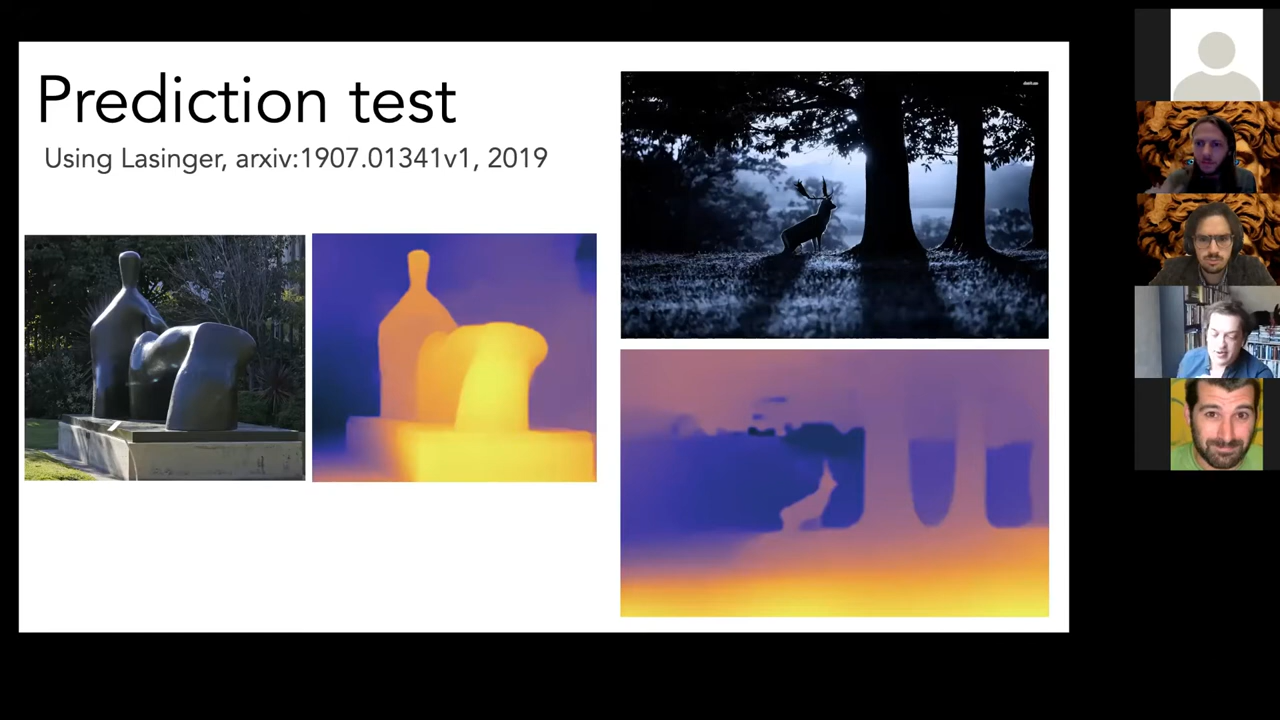 Prediction test
Using Lasinger, arxiv:1907.01341v1, 2019